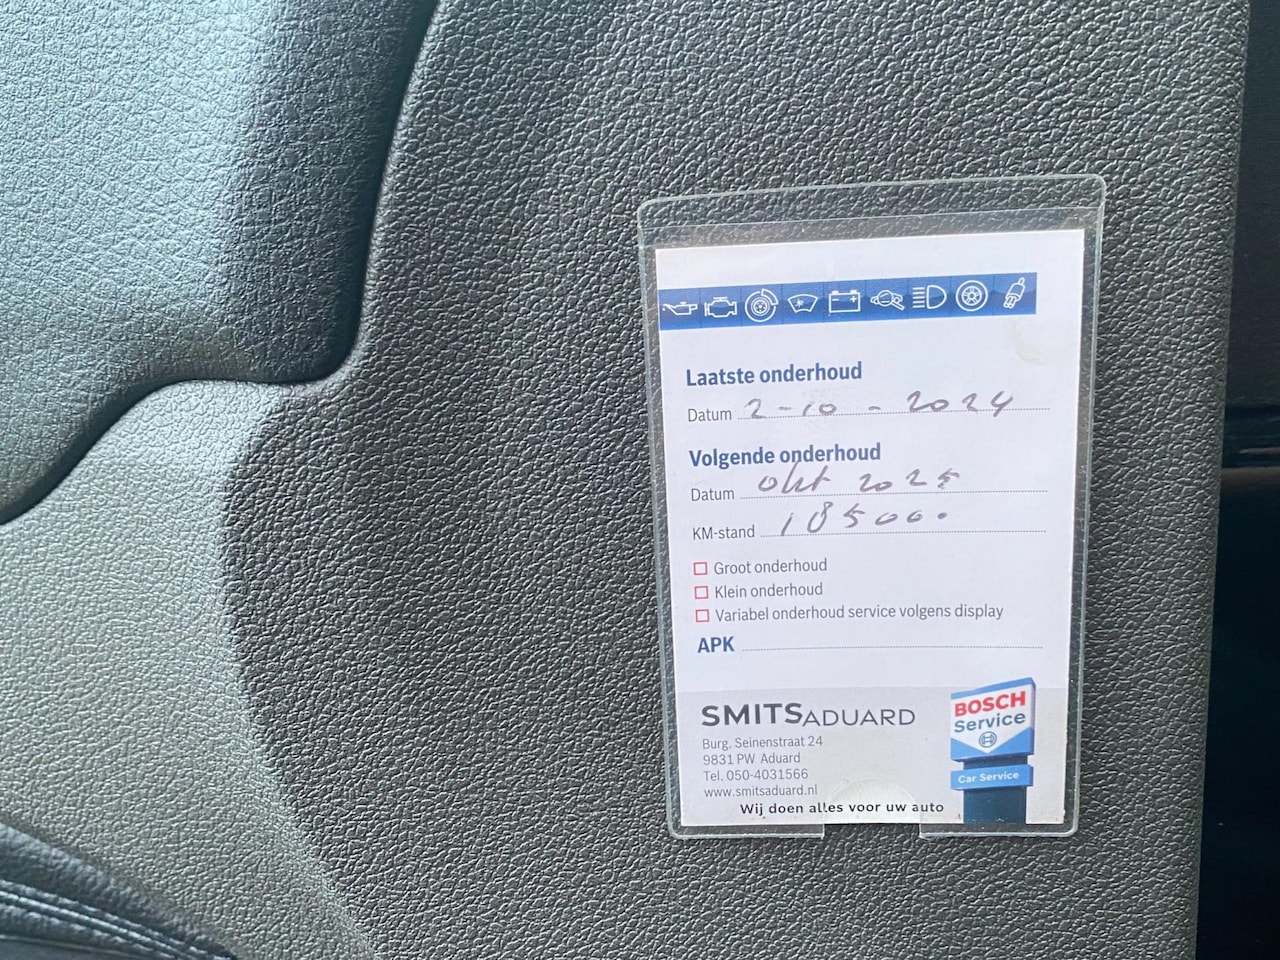 Laatste onderhoud
Datum 2-10-2024
Volgende onderhoud
Datum okt 2025
KM-stand 185000.
Groot onderhoud
Klein onderhoud
Variabel onderhoud service volgens display
APK
SMITS ADUARD
Burg. Seinenstraat 24
9831 PW Aduard
Tel. 050-4031566
www.smitsaduard.nl
Wij doen alles voor uw auto
BOSCH
Service
Car Service